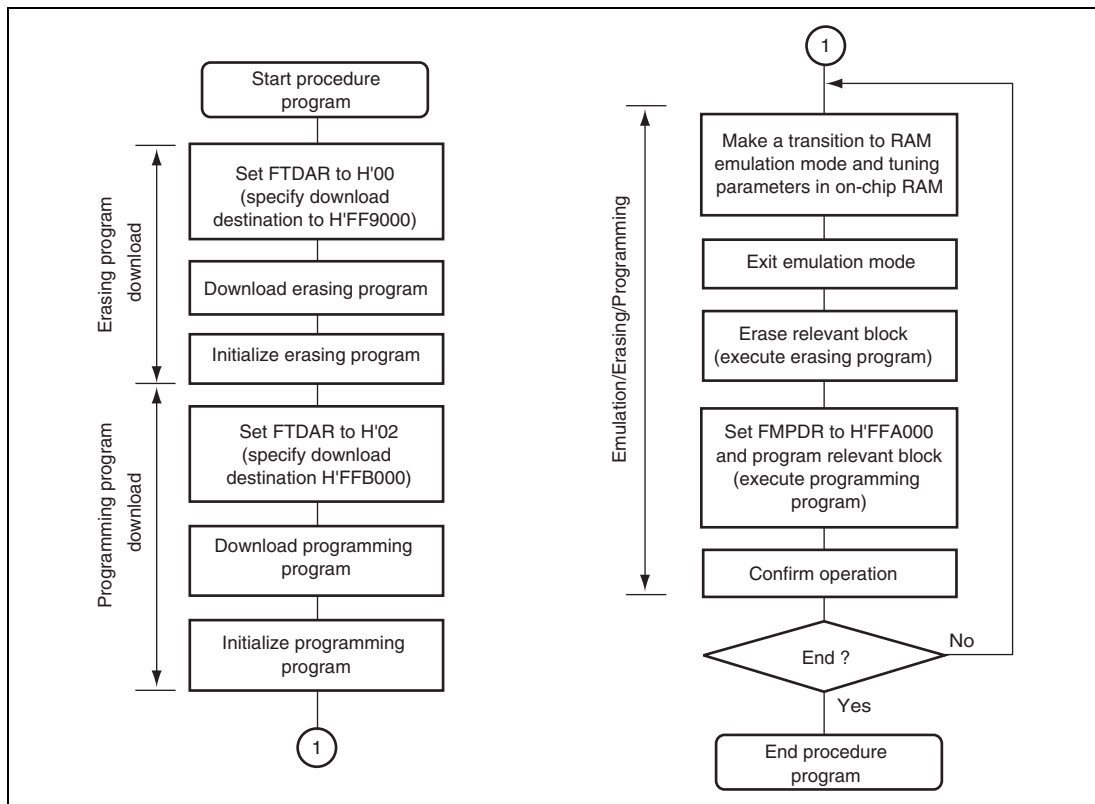 Start procedure
program
Erasing program
download
Set FTDAR to H'00
(specify download
destination to H'FF9000)
Download erasing program
Initialize erasing program
Programming program
download
Set FTDAR to H'02
(specify download
destination H'FFB000)
Download programming
program
Initialize programming
program
1
1
Emulation/Erasing/Programming
Make a transition to RAM
emulation mode and tuning
parameters in on-chip RAM
Exit emulation mode
Erase relevant block
(execute erasing program)
Set FMPDR to H'FFA000
and program relevant block
(execute programming
program)
Confirm operation
End ?
No
Yes
End procedure
program